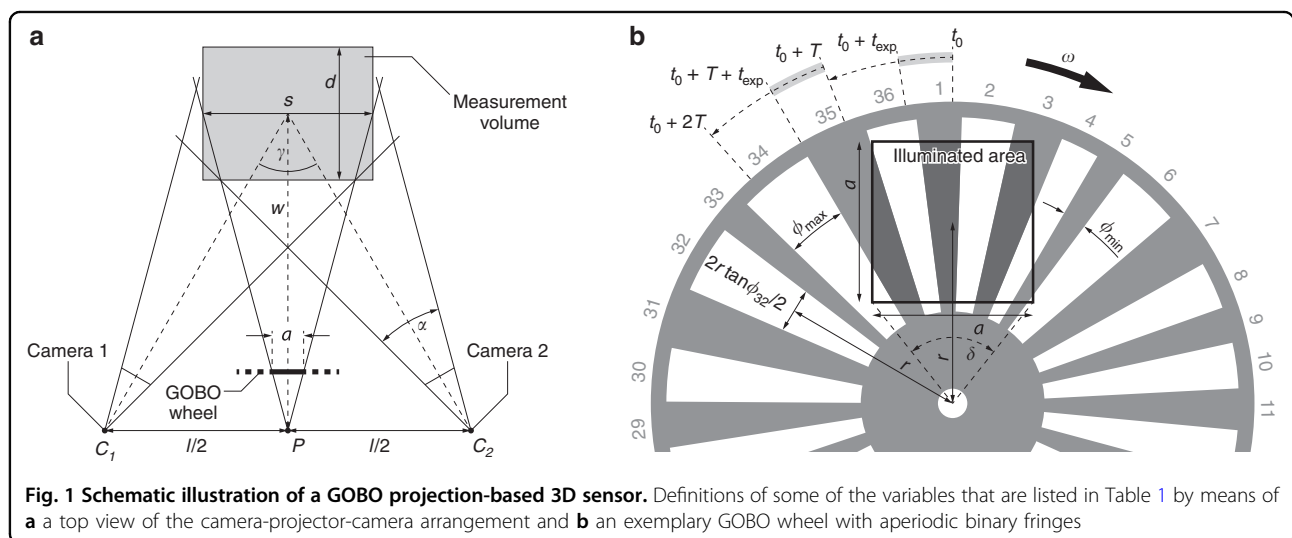 a
d
s
Measurement
volume
γ
w
a
α
Camera 1
Camera 2
GOBO
wheel
C1
l/2
P
l/2
C2
b
t0 + T
t0 + texp
t0
ω
t0 + T + texp
t0 + 2T
36
1
2
3
4
5
6
7
8
9
10
11
35
34
33
32
31
30
29
Illuminated area
a
ϕmax
ϕmin
2r tanϕ32/2
a
r
r
δ
Fig. 1 Schematic illustration of a GOBO projection-based 3D sensor. Definitions of some of the variables that are listed in Table 1 by means of
a a top view of the camera-projector-camera arrangement and b an exemplary GOBO wheel with aperiodic binary fringes